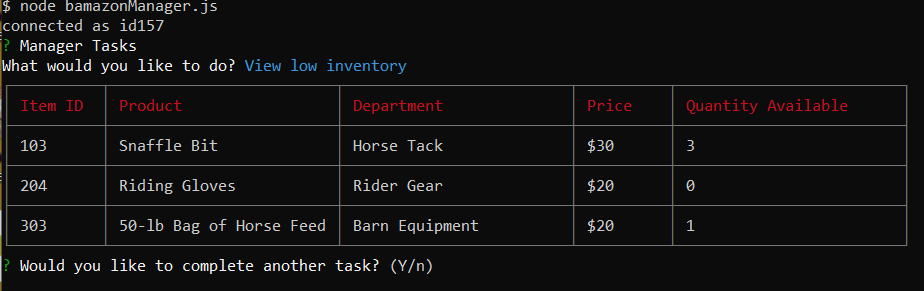 $ node bamazonManager.js
connected as id157
? Manager Tasks
What would you like to do? View low inventory
Item ID Product Department Price Quantity Available
103 Snaffle Bit Horse Tack $30 3
204 Riding Gloves Rider Gear $20 0
303 50-lb Bag of Horse Feed Barn Equipment $20 1
? Would you like to complete another task? (Y/n)